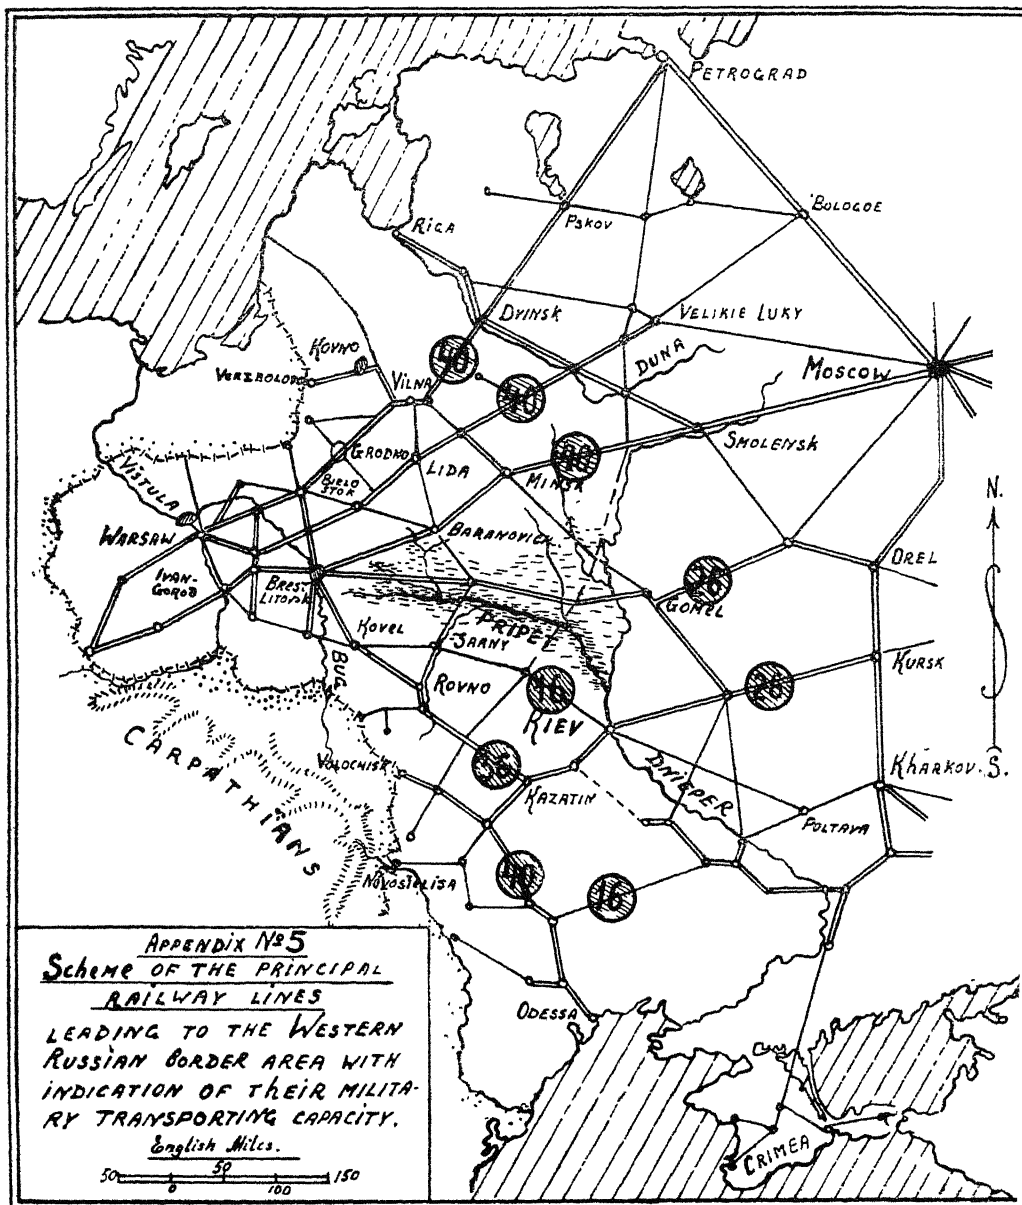 PETROGRAD
BOLOGOE
PSKOV
RIGA
DVINSK
VELIKIE LUKY
KOVNO
40
DUNA
MOSCOW
VERZBOLOVO
VILNA
40
SMOLENSK
GRODNO
LIDA
40
MINSK
N.
BIELO
STOK
VISTULA
WARSAW
BARANOVICH
OREL
IVAN-
GOROD
BREST
LITOVSK
GOMEL
PRIPET
KOVEL
SARNY
KURSK
BUG
ROVNO
16
26
KIEV
CARPATHIANS
VOLOCHISK
36
DNIEPER
KHARKOV
S.
KAZATIN
POLTAVA
NOVOSIELISA
40
16
ODESSA
CRIMEA
APPENDIX No 5
SCHEME OF THE PRINCIPAL
RAILWAY LINES
LEADING TO THE WESTERN
RUSSIAN BORDER AREA WITH
INDICATION OF THEIR MILITA-
RY TRANSPORTING CAPACITY.
English Miles.
50 50 150
0 100